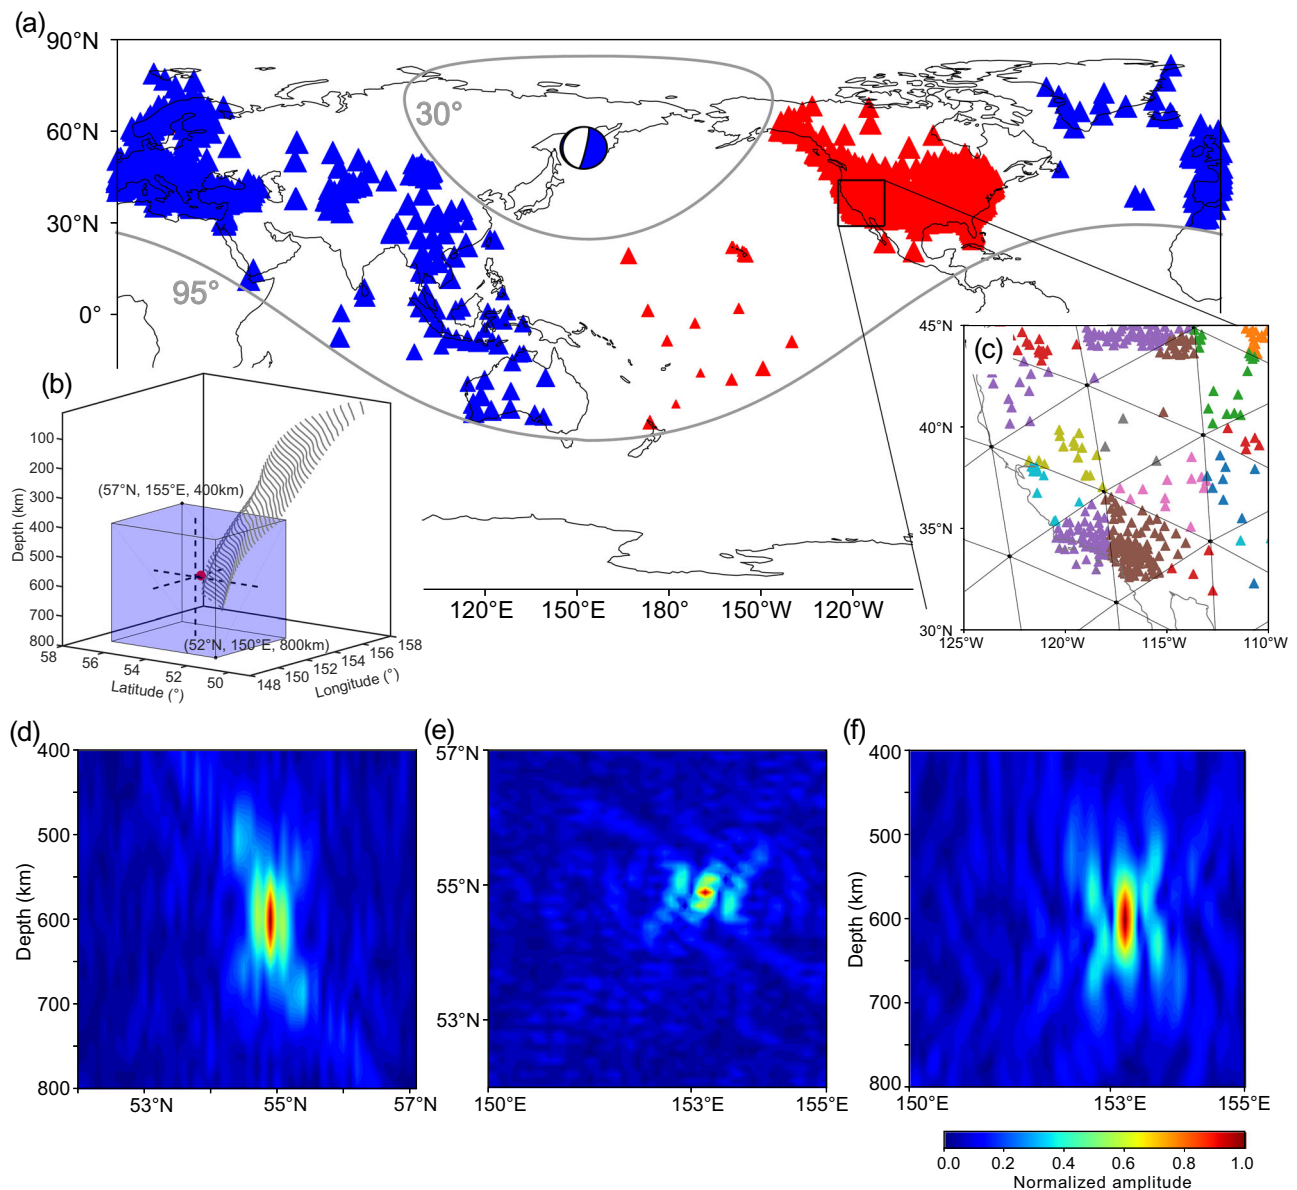 (a)
90°N
60°N
30°N
0°
30°
95°
120°E
150°E
180°
150°W
120°W
(b)
Depth (km)
100
200
300
400
500
600
700
800
(57°N, 155°E, 400km)
(52°N, 150°E, 800km)
58
56
54
52
50
Latitude (°)
148
150
152
154
156
158
Longitude (°)
(c)
45°N
40°N
35°N
30°N
125°W
120°W
115°W
110°W
(d)
Depth (km)
400
500
600
700
800
53°N
55°N
57°N
(e)
57°N
55°N
53°N
150°E
153°E
155°E
(f)
Depth (km)
400
500
600
700
800
150°E
153°E
155°E
0.0
0.2
0.4
0.6
0.8
1.0
Normalized amplitude